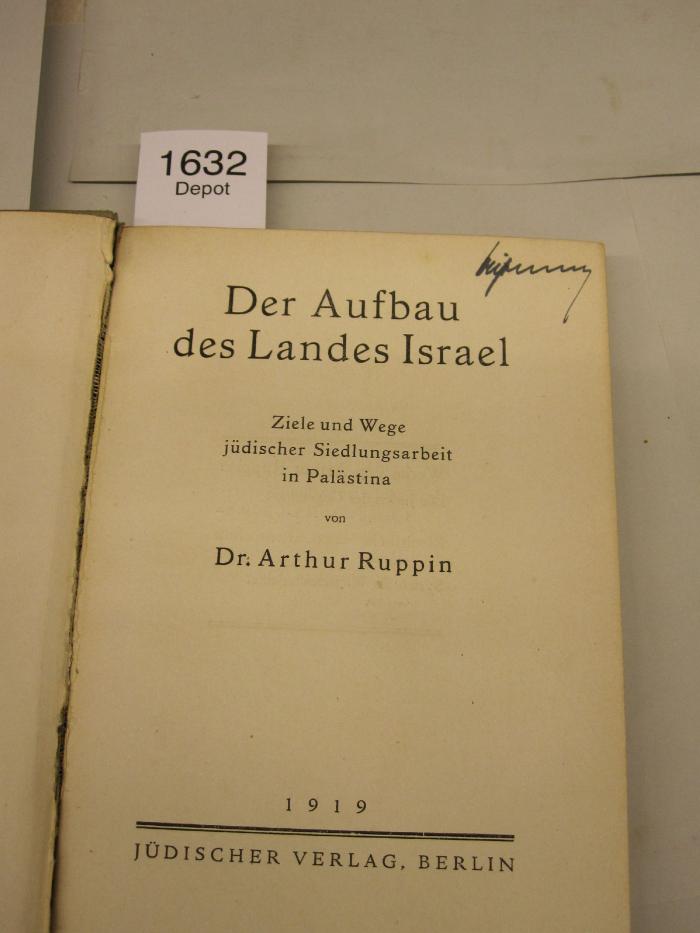 1632
Depot
Der Aufbau
des Landes Israel
Ziele und Wege
jüdischer Siedlungsarbeit
in Palästina
von
Dr. Arthur Ruppin
1919
JÜDISCHER VERLAG, BERLIN